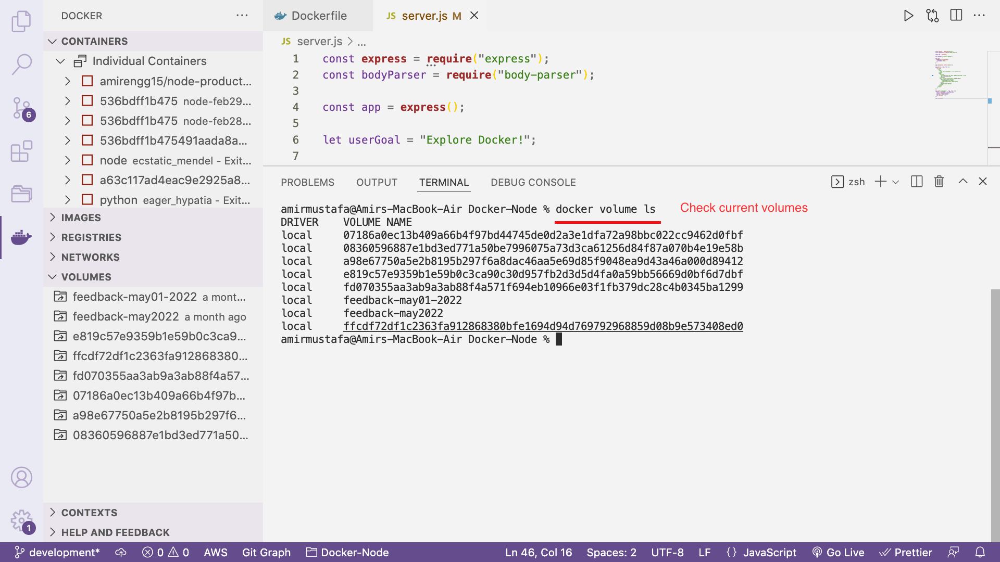 DOCKER
CONTAINERS
Individual Containers
amirengg15/node-product...
536bdff1b475 node-feb29...
536bdff1b475 node-feb28...
536bdff1b475491aada8a...
node ecstatic_mendel - Exit...
a63c117ad4eac9e2925a8...
python eager_hypatia - Exit...
IMAGES
REGISTRIES
NETWORKS
VOLUMES
feedback-may01-2022 a mont...
feedback-may2022 a month ago
e819c57e9359b1e59b0c3ca9...
ffcdf72df1c2363fa912868380...
fd070355aa3ab9a3ab88f4a57...
07186a0ec13b409a66b4f97b...
a98e67750a5e2b8195b297f6...
08360596887e1bd3ed771a50...
CONTEXTS
HELP AND FEEDBACK
6
1
Dockerfile
JS server.js M
JS server.js > ...
1 const express = require("express");
2 const bodyParser = require("body-parser");
3
4 const app = express();
5
6 let userGoal = "Explore Docker!";
7
PROBLEMS OUTPUT TERMINAL DEBUG CONSOLE
zsh
amirmustafa@Amirs-MacBook-Air Docker-Node % docker volume ls
Check current volumes
DRIVER VOLUME NAME
local 07186a0ec13b409a66b4f97bd44745de0d2a3e1dfa72a98bbc022cc9462d0fbf
local 08360596887e1bd3ed771a50be7996075a73d3ca61256d84f87a070b4e19e58b
local a98e67750a5e2b8195b297f6a8dac46aa5e69d85f9048ea9d43a46a000d89412
local e819c57e9359b1e59b0c3ca90c30d957fb2d3d5d4fa0a59bb56669d0bf6d7dbf
local fd070355aa3ab9a3ab88f4a571f694eb10966e03f1fb379dc28c4b0345ba1299
local feedback-may01-2022
local feedback-may2022
local ffcdf72df1c2363fa912868380bfe1694d94d769792968859d08b9e573408ed0
amirmustafa@Amirs-MacBook-Air Docker-Node %
development* 0 0 AWS Git Graph Docker-Node Ln 46, Col 16 Spaces: 2 UTF-8 LF {} JavaScript Go Live Prettier